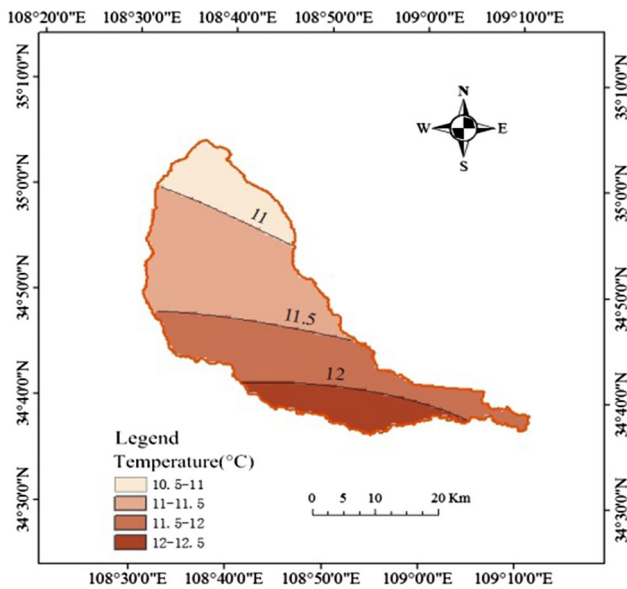 108°20'0"E 108°30'0"E 108°40'0"E 108°50'0"E 109°0'0"E 109°10'0"E
35°10'0"N
35°0'0"N
34°50'0"N
34°40'0"N
34°30'0"N
N
W E
S
11
11.5
12
35°10'0"N
35°0'0"N
34°50'0"N
34°40'0"N
34°30'0"N
Legend
Temperature(°C)
10.5-11
11-11.5
11.5-12
12-12.5
0 5 10 20 Km
108°30'0"E 108°40'0"E 108°50'0"E 109°0'0"E 109°10'0"E